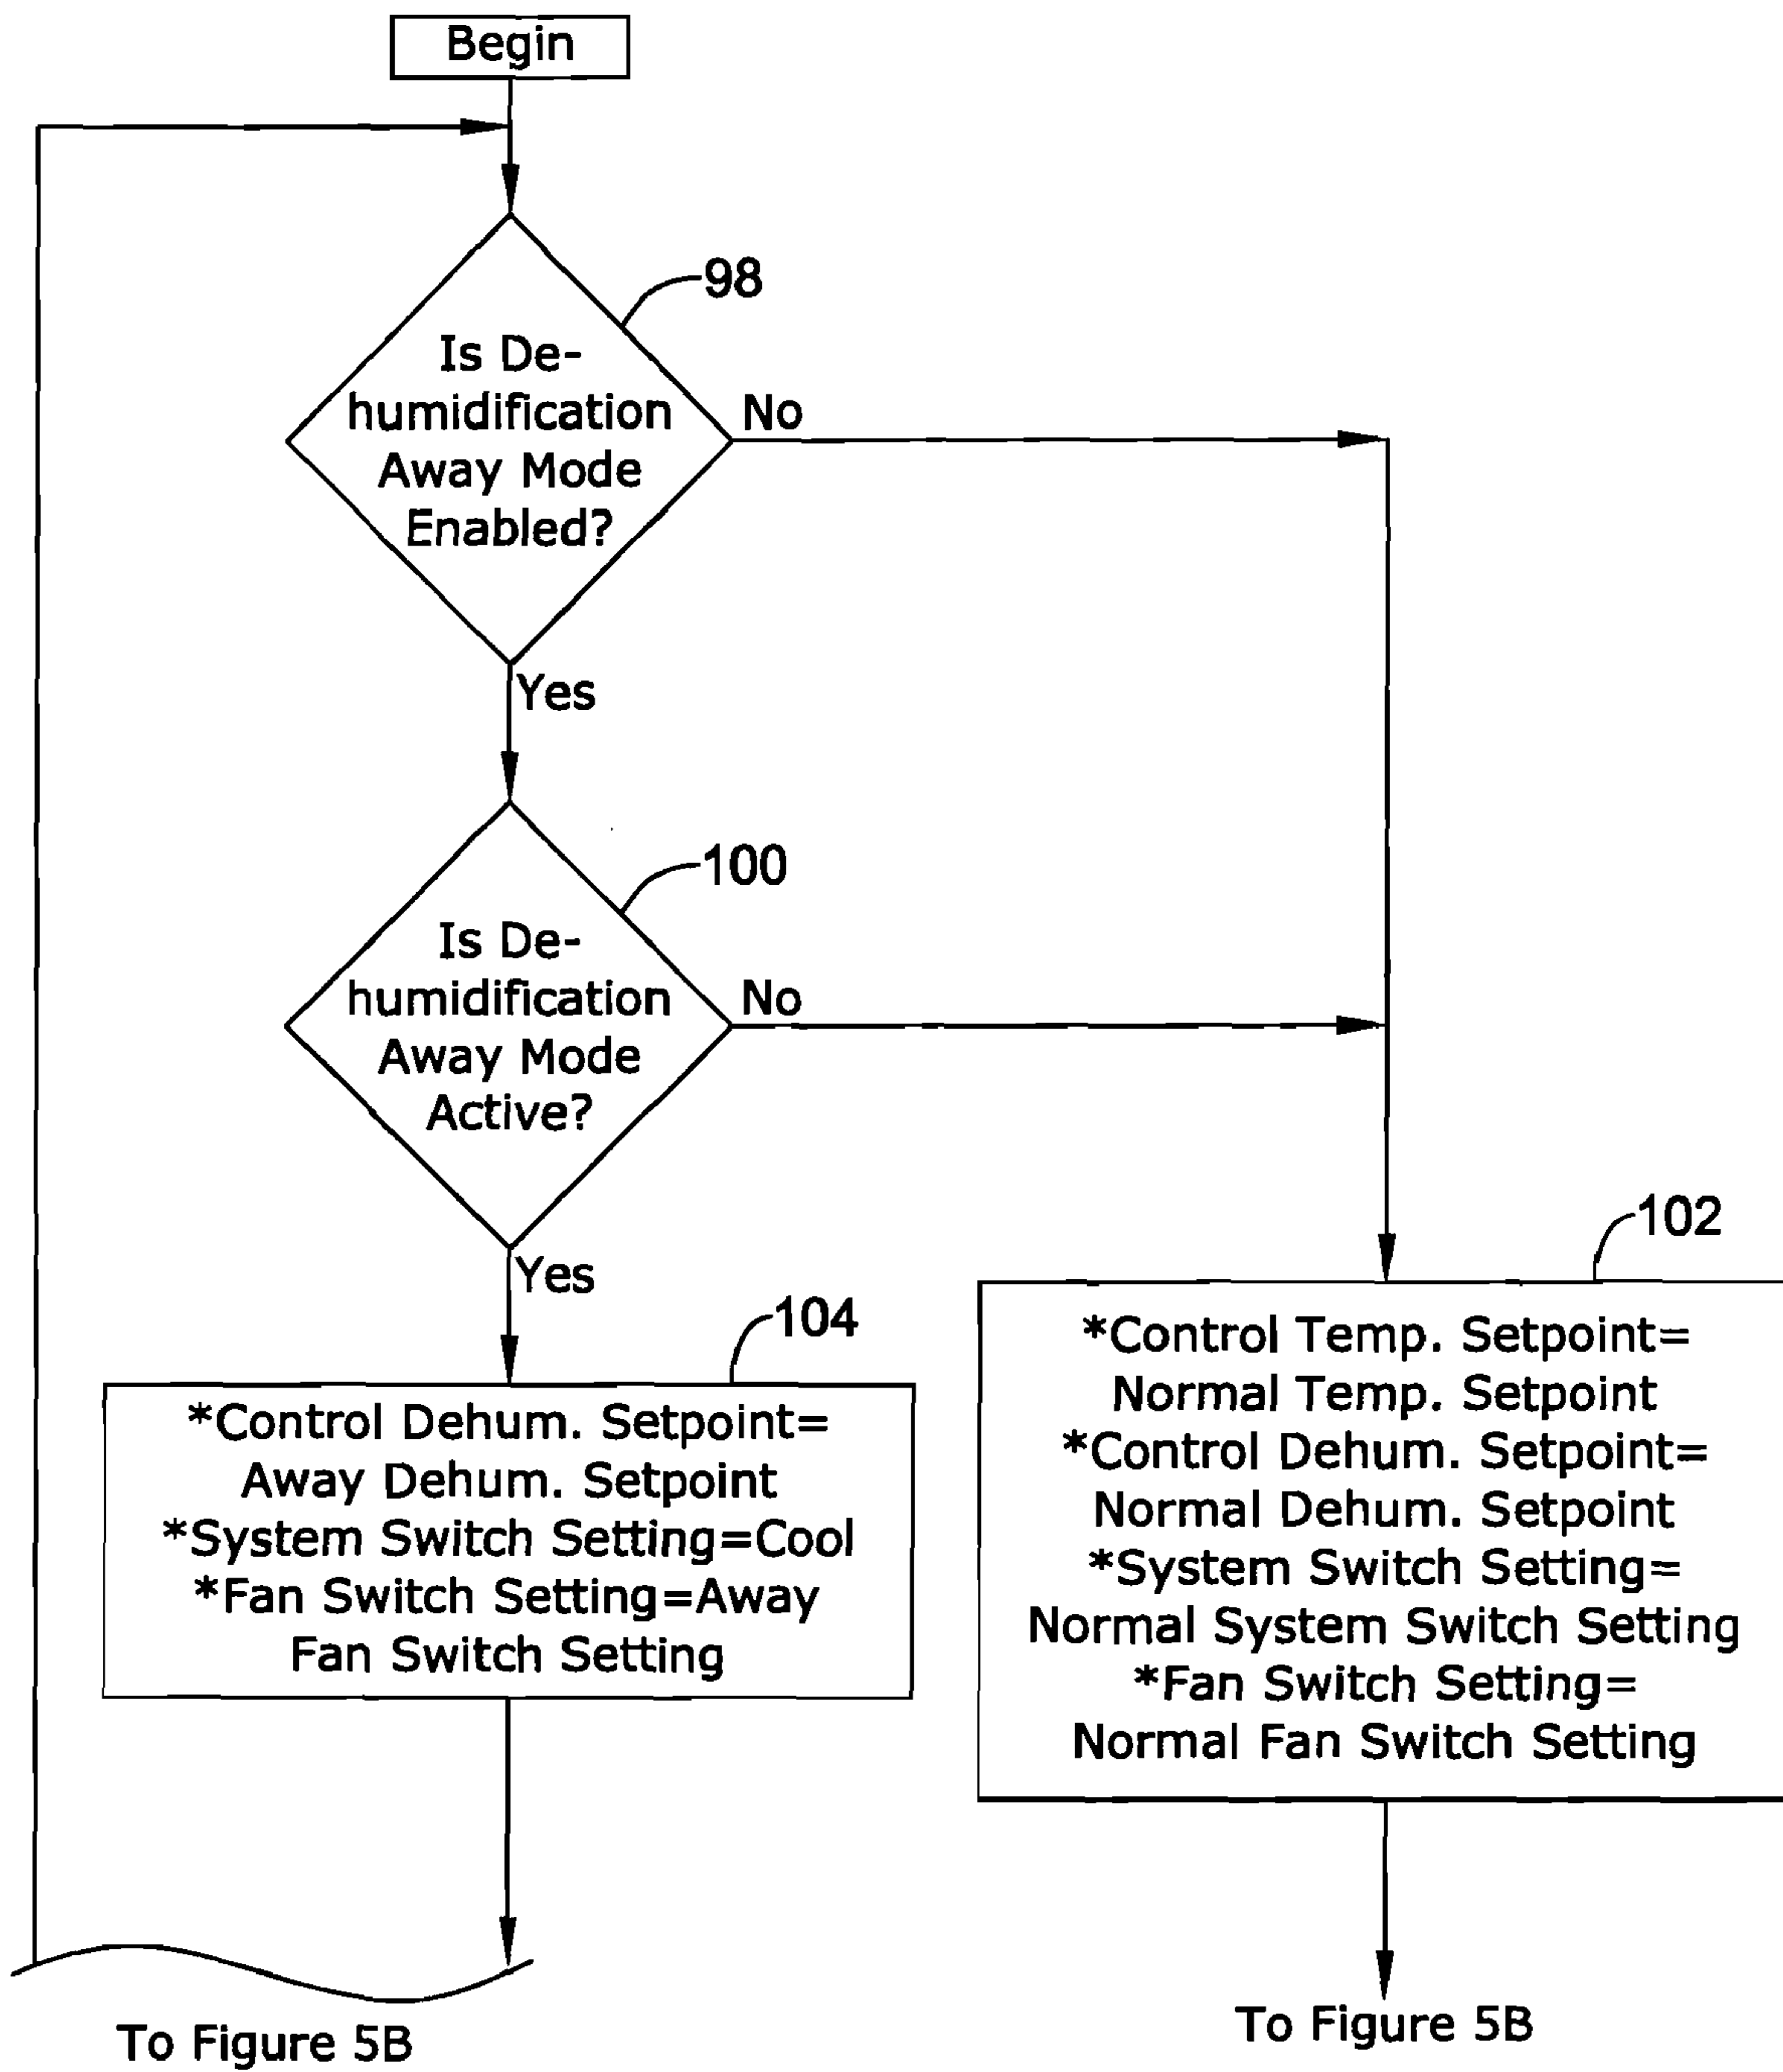 Begin
98
Is De-
humidification
Away Mode
Enabled?
No
Yes
100
Is De-
humidification
Away Mode
Active?
No
Yes
104
*Control Dehum. Setpoint=
Away Dehum. Setpoint
*System Switch Setting=Cool
*Fan Switch Setting=Away
Fan Switch Setting
102
*Control Temp. Setpoint=
Normal Temp. Setpoint
*Control Dehum. Setpoint=
Normal Dehum. Setpoint
*System Switch Setting=
Normal System Switch Setting
*Fan Switch Setting=
Normal Fan Switch Setting
To Figure 5B
To Figure 5B